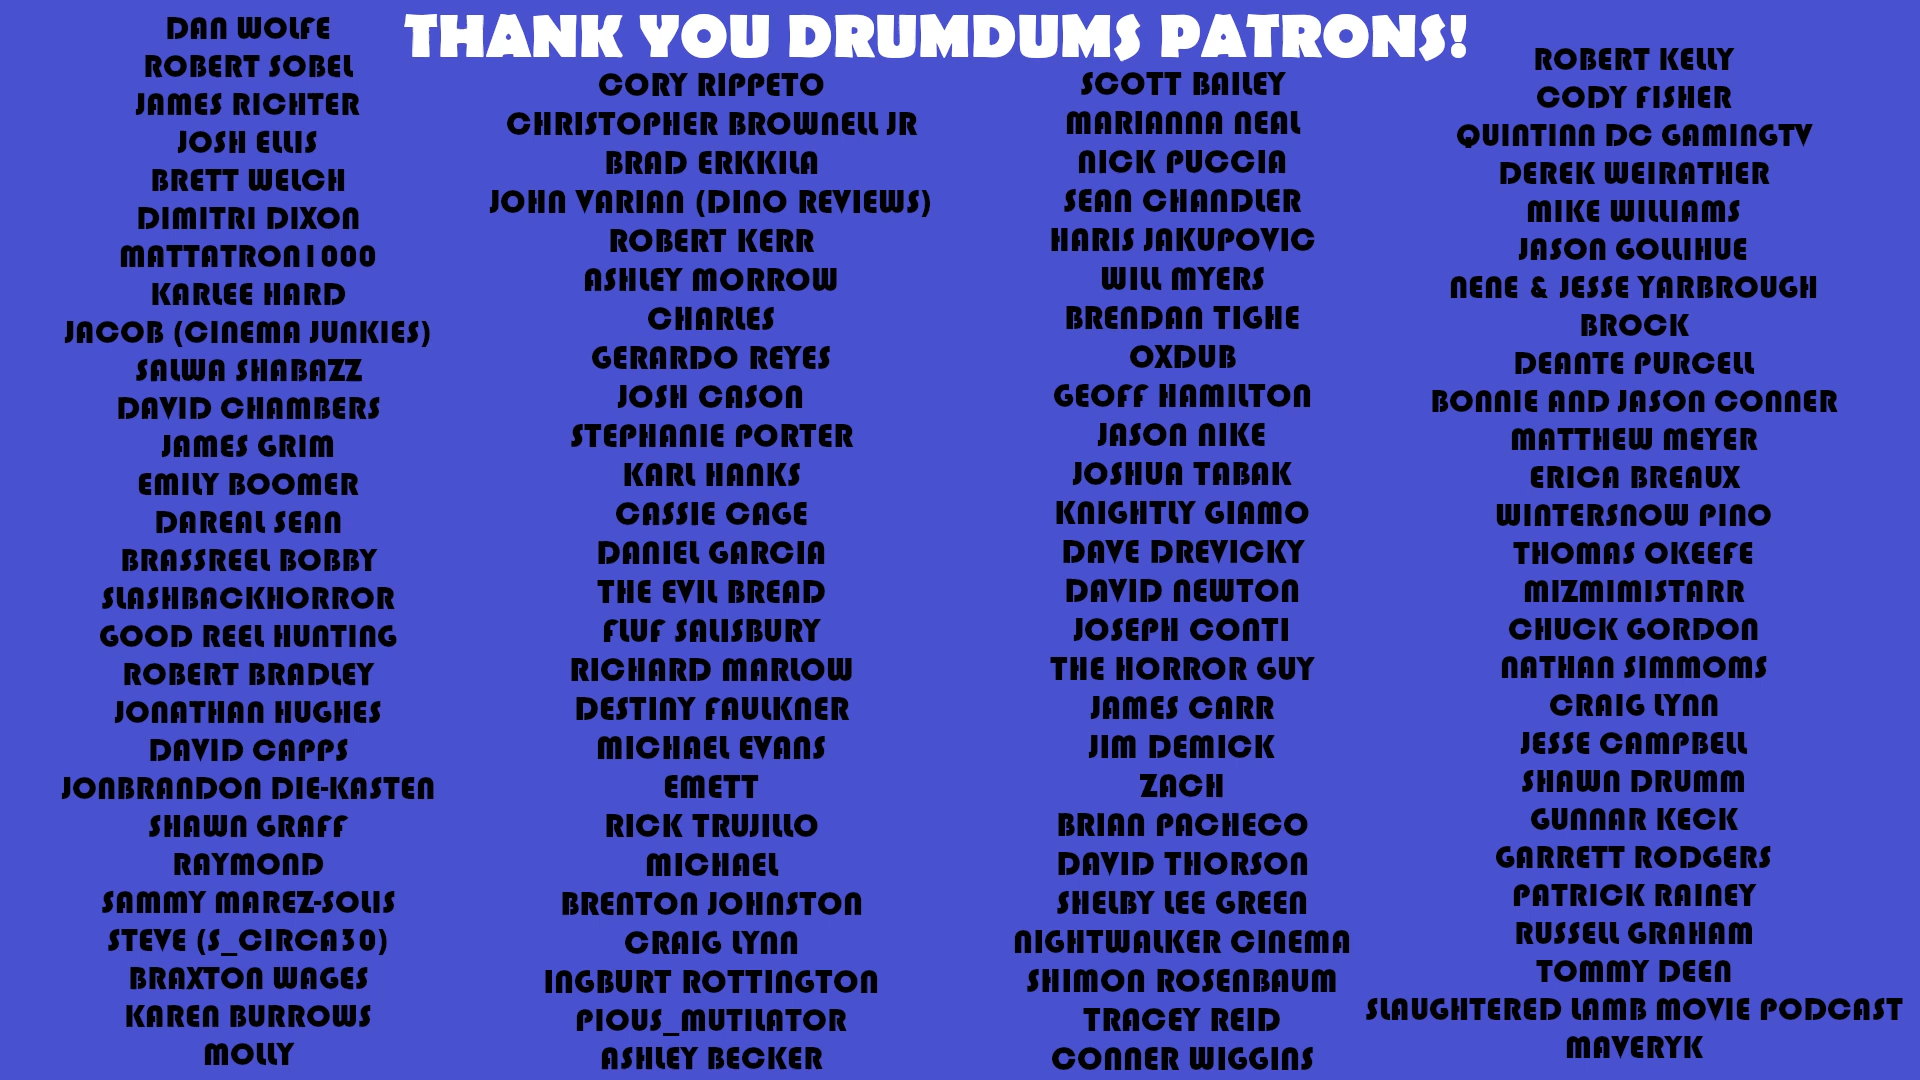 THANK YOU DRUMDUMS PATRONS!
DAN WOLFE
ROBERT SOBEL
JAMES RICHTER
JOSH ELLIS
BRETT WELCH
DIMITRI DIXON
MATTATRON1000
KARLEE HARD
JACOB (CINEMA JUNKIES)
SALWA SHABAZZ
DAVID CHAMBERS
JAMES GRIM
EMILY BOOMER
DAREAL SEAN
BRASSREEL BOBBY
SLASHBACKHORROR
GOOD REEL HUNTING
ROBERT BRADLEY
JONATHAN HUGHES
DAVID CAPPS
JONBRANDON DIE-KASTEN
SHAWN GRAFF
RAYMOND
SAMMY MAREZ-SOLIS
STEVE (S_CIRCA30)
BRAXTON WAGES
KAREN BURROWS
MOLLY
CORY RIPPETO
CHRISTOPHER BROWNELL JR
BRAD ERKKILA
JOHN VARIAN (DINO REVIEWS)
ROBERT KERR
ASHLEY MORROW
CHARLES
GERARDO REYES
JOSH CASON
STEPHANIE PORTER
KARL HANKS
CASSIE CAGE
DANIEL GARCIA
THE EVIL BREAD
FLUF SALISBURY
RICHARD MARLOW
DESTINY FAULKNER
MICHAEL EVANS
EMETT
RICK TRUJILLO
MICHAEL
BRENTON JOHNSTON
CRAIG LYNN
INGBURT ROTTINGTON
PIOUS_MUTILATOR
ASHLEY BECKER
SCOTT BAILEY
MARIANNA NEAL
NICK PUCCIA
SEAN CHANDLER
HARIS JAKUPOVIC
WILL MYERS
BRENDAN TIGHE
OXDUB
GEOFF HAMILTON
JASON NIKE
JOSHUA TABAK
KNIGHTLY GIAMO
DAVE DREVICKY
DAVID NEWTON
JOSEPH CONTI
THE HORROR GUY
JAMES CARR
JIM DEMICK
ZACH
BRIAN PACHECO
DAVID THORSON
SHELBY LEE GREEN
NIGHTWALKER CINEMA
SHIMON ROSENBAUM
TRACEY REID
CONNER WIGGINS
ROBERT KELLY
CODY FISHER
QUINTINN DC GAMINGTV
DEREK WEIRATHER
MIKE WILLIAMS
JASON GOLLIHUE
NENE & JESSE YARBROUGH
BROCK
DEANTE PURCELL
BONNIE AND JASON CONNER
MATTHEW MEYER
ERICA BREAUX
WINTERSNOW PINO
THOMAS OKEEFE
MIZMIMISTARR
CHUCK GORDON
NATHAN SIMMOMS
CRAIG LYNN
JESSE CAMPBELL
SHAWN DRUMM
GUNNAR KECK
GARRETT RODGERS
PATRICK RAINEY
RUSSELL GRAHAM
TOMMY DEEN
SLAUGHTERED LAMB MOVIE PODCAST
MAVERYK